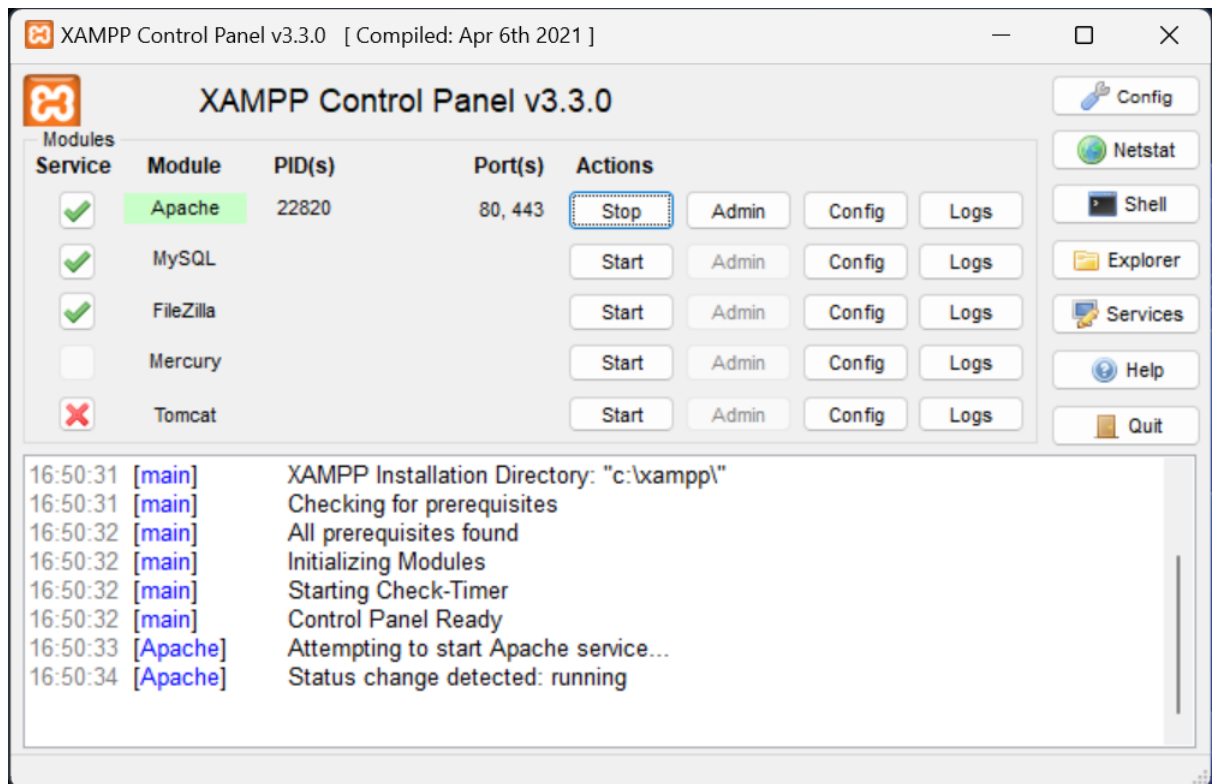 XAMPP Control Panel v3.3.0 [ Compiled: Apr 6th 2021 ]
XAMPP Control Panel v3.3.0
Config
Modules
Netstat
Service Module PID(s) Port(s) Actions
Apache 22820 80, 443 Stop Admin Config Logs
Shell
MySQL Start Admin Config Logs
Explorer
FileZilla Start Admin Config Logs
Services
Mercury Start Admin Config Logs
Help
Tomcat Start Admin Config Logs
Quit
16:50:31 [main] XAMPP Installation Directory: "c:\xampp\"
16:50:31 [main] Checking for prerequisites
16:50:32 [main] All prerequisites found
16:50:32 [main] Initializing Modules
16:50:32 [main] Starting Check-Timer
16:50:32 [main] Control Panel Ready
16:50:33 [Apache] Attempting to start Apache service...
16:50:34 [Apache] Status change detected: running